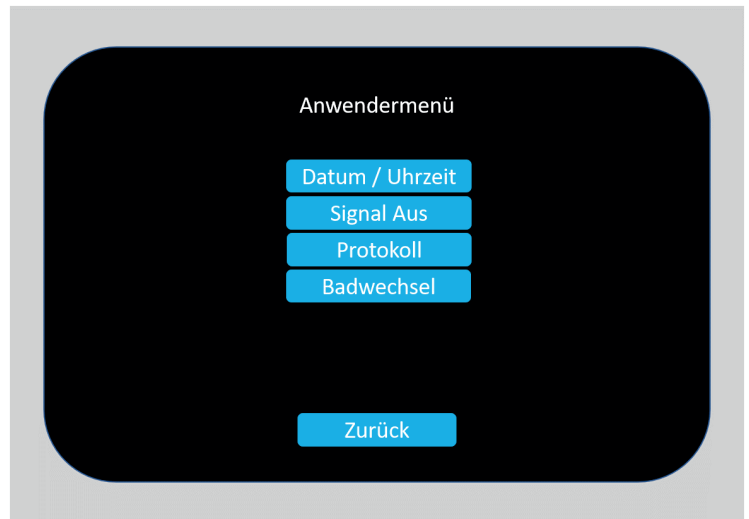 Anwendermenü
Datum / Uhrzeit
Signal Aus
Protokoll
Badwechsel
Zurück